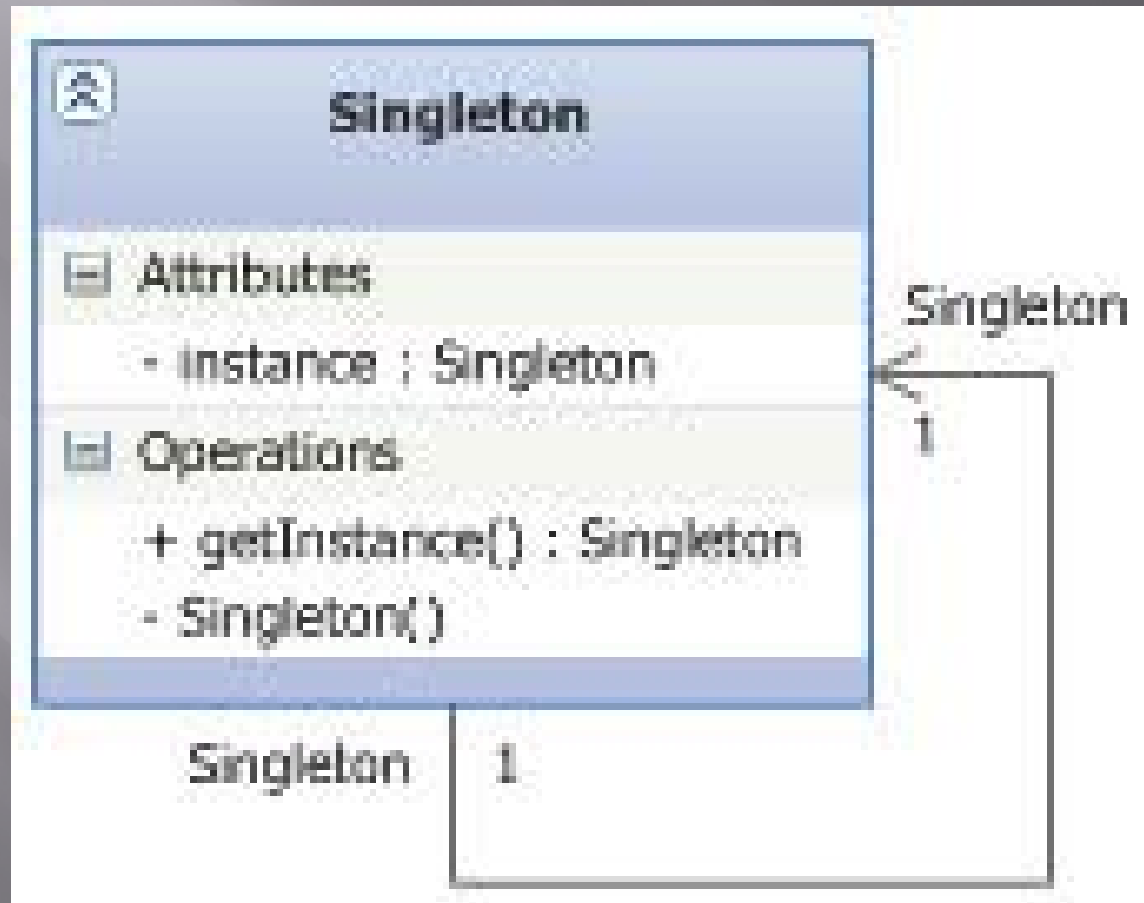 Singleton
Attributes
- instance : Singleton
Operations
+ getInstance() : Singleton
- Singleton()
Singleton
1
Singleton
1